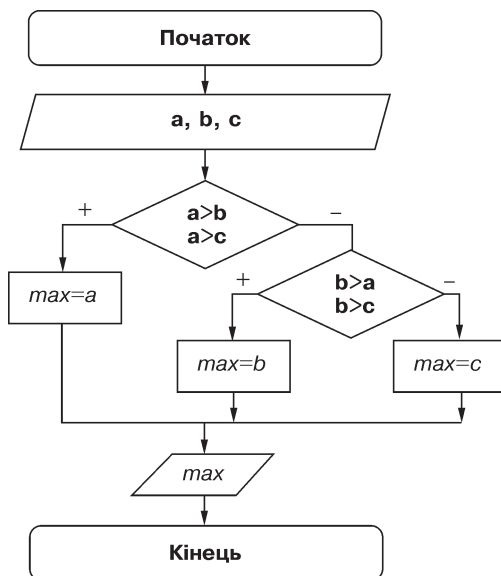 Початок
a, b, c
a>b
a>c
+
–
max=a
b>a
b>c
+
–
max=b
max=c
max
Кінець